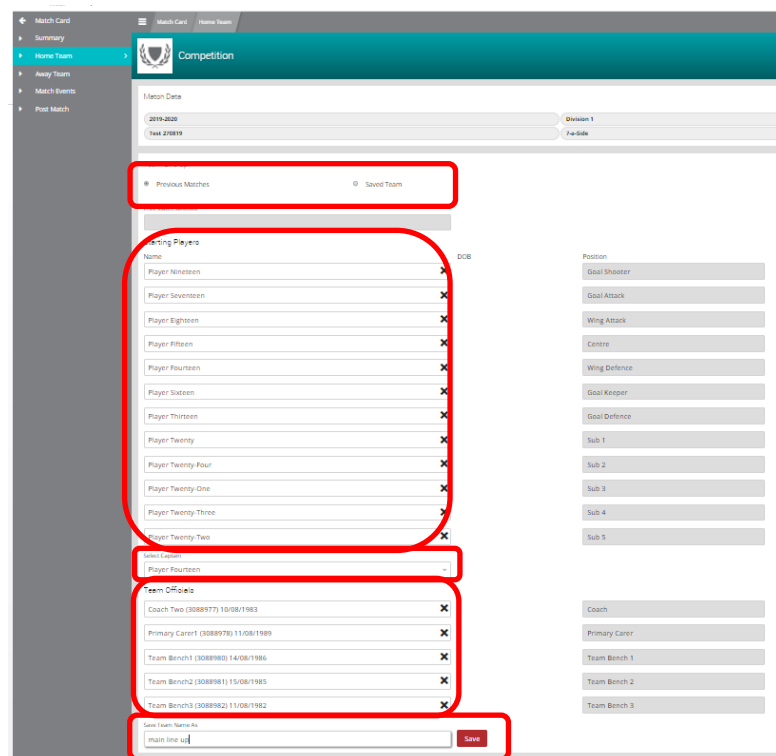 Match Card
Summary
Home Team
Away Team
Match Events
Post Match
Match Card Home Team
Competition
Match Data
2019-2020 Division 1
Test 270819 7-a-Side
Previous Matches Saved Team
Starting Players
Name DOB Position
Player Nineteen Goal Shooter
Player Seventeen Goal Attack
Player Eighteen Wing Attack
Player Fifteen Centre
Player Fourteen Wing Defence
Player Sixteen Goal Keeper
Player Thirteen Goal Defence
Player Twenty Sub 1
Player Twenty-Four Sub 2
Player Twenty-One Sub 3
Player Twenty-Three Sub 4
Player Twenty-Two Sub 5
Select Captain
Player Fourteen
Team Officials
Coach Two (3088977) 10/08/1983 Coach
Primary Carer1 (3088978) 11/08/1989 Primary Carer
Team Bench1 (3088980) 14/08/1986 Team Bench 1
Team Bench2 (3088981) 15/08/1985 Team Bench 2
Team Bench3 (3088982) 11/08/1982 Team Bench 3
Save Team Name As
main line up Save